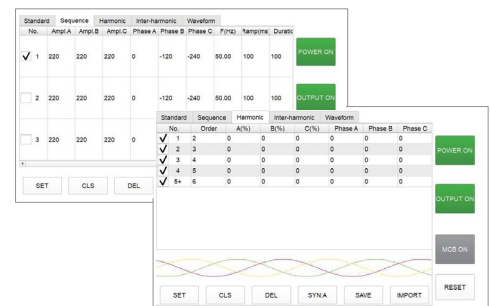 Standard Sequence Harmonic Inter-harmonic Waveform
No. Ampl.A Ampl.B Ampl.C Phase A Phase B Phase C F(Hz) Ramp(ms Duratic
1 220 220 220 0 -120 -240 50.00 100 100
POWER ON
2 220 220 220 0 -120 -240 50.00 100 100
OUTPUT ON
3 220 220 220 0
SET CLS DEL
Standard Sequence Harmonic Inter-harmonic Waveform
No. Order A(%) B(%) C(%) Phase A Phase B Phase C
1 2 0 0 0 0 0 0
2 3 0 0 0 0 0 0
3 4 0 0 0 0 0 0
4 5 0 0 0 0 0 0
5+ 6 0 0 0 0 0 0
POWER ON
OUTPUT ON
MCB ON
RESET
SET CLS DEL SYN:A SAVE IMPORT